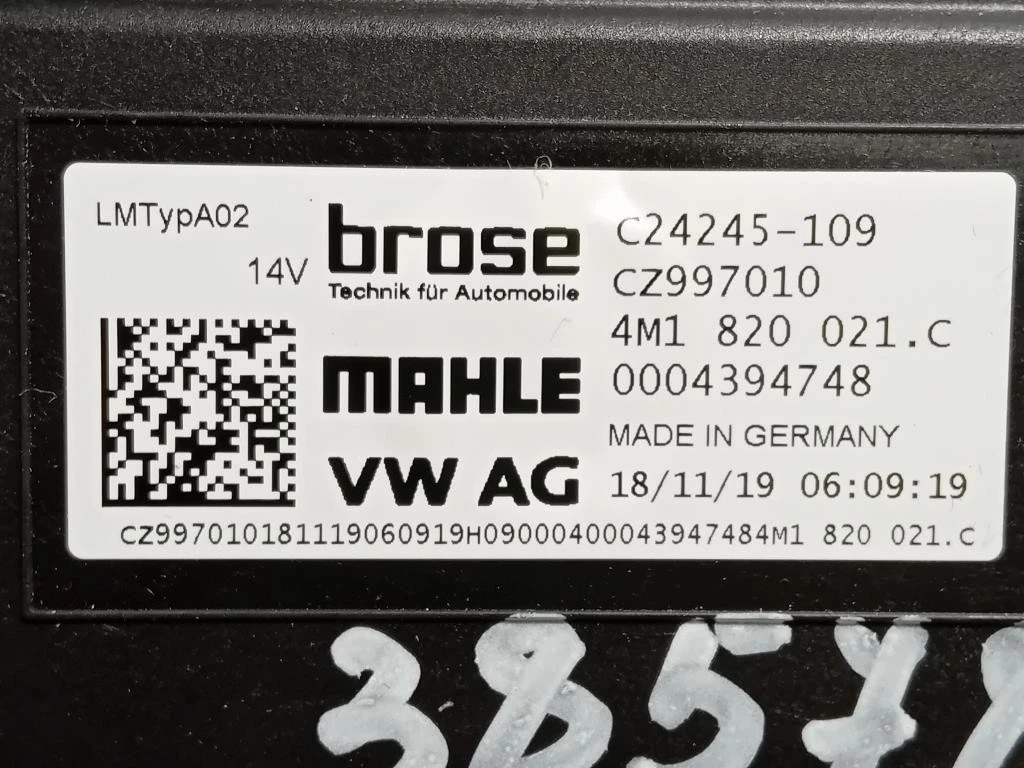 LMTypA02
14V
brose
Technik für Automobile
MAHLE
VW AG
C24245-109
CZ997010
4M1 820 021.C
0004394748
MADE IN GERMANY
18/11/19 06:09:19
CZ997010181119060919H09000400043947484M1 820 021.C